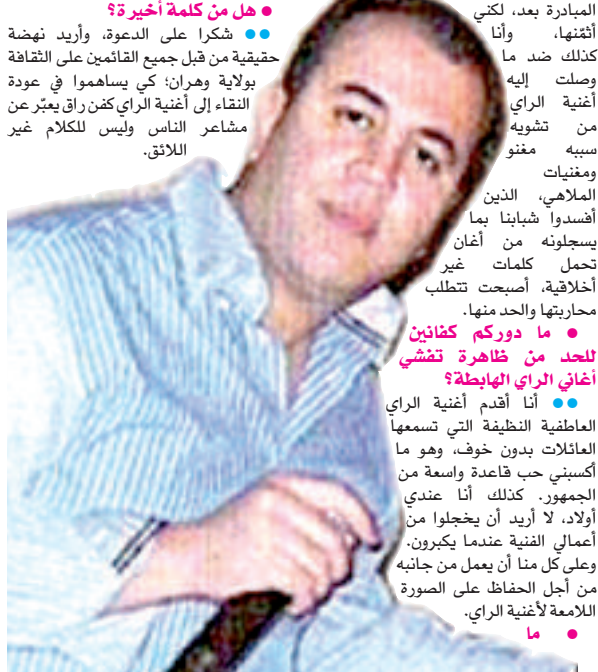 المبادرة بعد، لكني
أثمّنها، وأنا
كذلك ضد ما
وصلت إليه
أغنية الراي
من تشويه
سببه مغنو
ومغنيات
الملاهي، الذين
أفسدوا شبابنا بما
يسجلونه من أغان
تحمل كلمات غير
أخلاقية، أصبحت تتطلب
محاربتها والحد منها.
● ما دوركم كفانين
للحد من ظاهرة تفشي
أغاني الراي الهابطة؟
●● أنا أقدم أغنية الراي
العاطفية النظيفة التي تسمعها
العائلات بدون خوف، وهو ما
أكسبني حب قاعدة واسعة من
الجمهور. كذلك أنا عندي
أولاد، لا أريد أن يخجلوا من
أعمالي الفنية عندما يكبرون.
وعلى كل منا أن يعمل من جانبه
من أجل الحفاظ على الصورة
اللامعة لأغنية الراي.
● ما
● هل من كلمة أخيرة؟
●● شكرا على الدعوة، وأريد نهضة
حقيقية من قبل جميع القائمين على الثقافة
بولاية وهران؛ كي يساهموا في عودة
النقاء إلى أغنية الراي كفن راق يعبّر عن
مشاعر الناس وليس للكلام غير
اللائق.